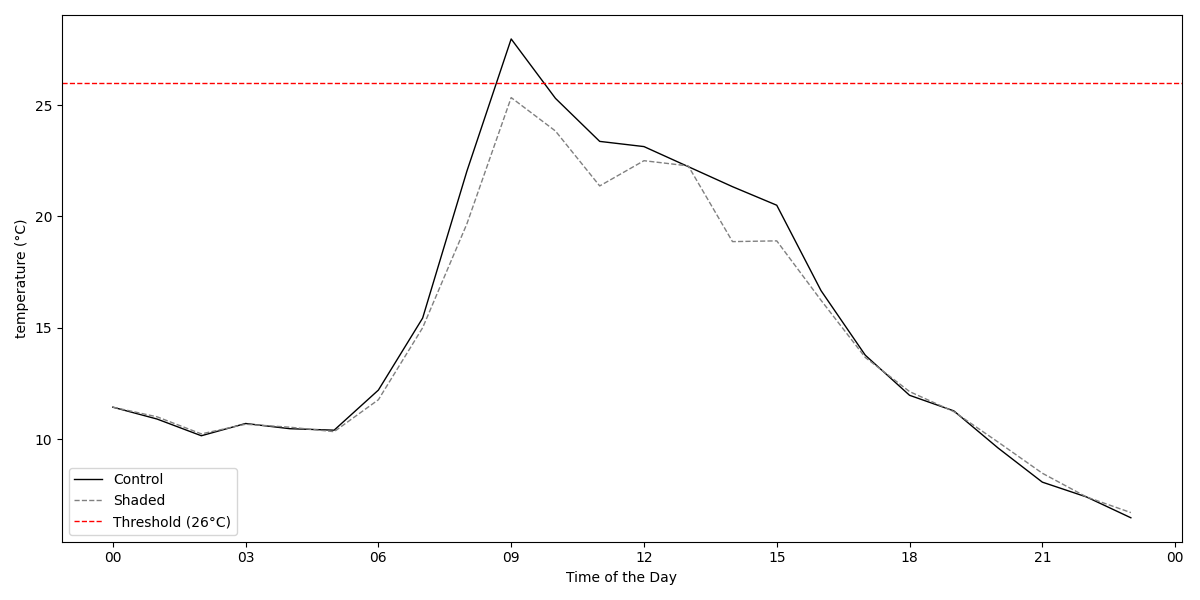 25
20
15
10
temperature (°C)
Control
Shaded
Threshold (26°C)
00 03 06 09 12 15 18 21 00
Time of the Day